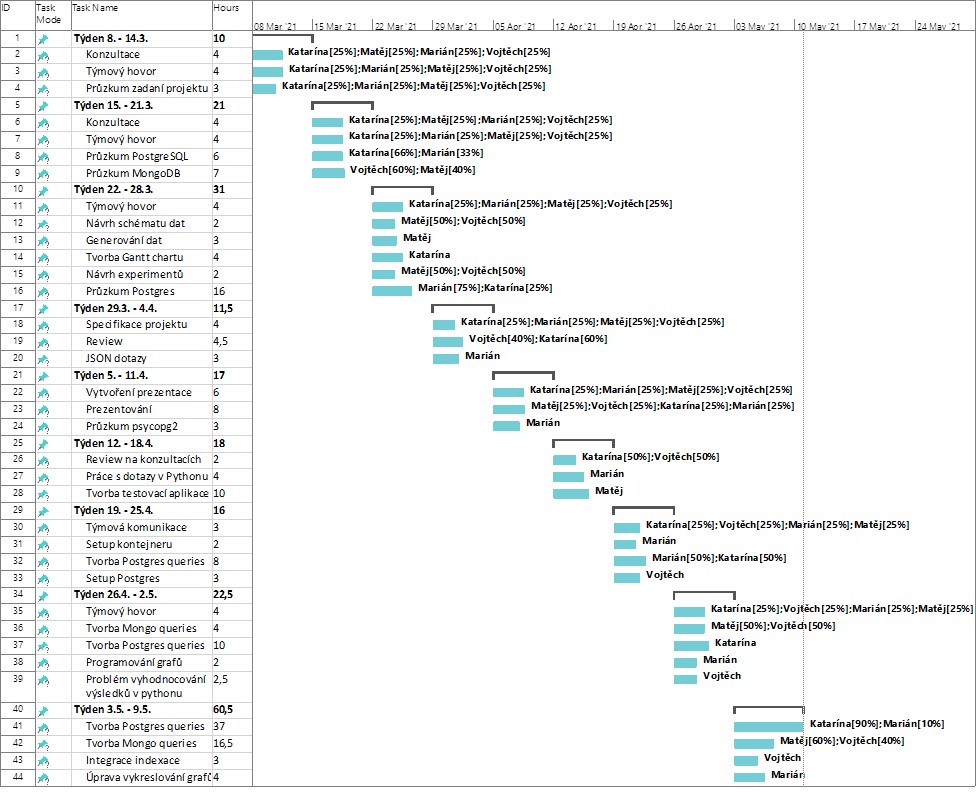 ID Task Mode Task Name Hours 08 Mar '21 15 Mar '21 22 Mar '21 29 Mar '21 05 Apr '21 12 Apr '21 19 Apr '21 26 Apr '21 03 May '21 10 May '21 17 May '21 24 May '21
1 Týden 8. - 14.3. 10
2 Konzultace 4 Katarína[25%];Matěj[25%];Marián[25%];Vojtěch[25%]
3 Týmový hovor 4 Katarína[25%];Marián[25%];Matěj[25%];Vojtěch[25%]
4 Průzkum zadaní projektu 3 Katarína[25%];Marián[25%];Matěj[25%];Vojtěch[25%]
5 Týden 15. - 21.3. 21
6 Konzultace 4 Katarína[25%];Matěj[25%];Marián[25%];Vojtěch[25%]
7 Týmový hovor 4 Katarína[25%];Marián[25%];Matěj[25%];Vojtěch[25%]
8 Průzkum PostgreSQL 6 Katarína[66%];Marián[33%]
9 Průzkum MongoDB 7 Vojtěch[60%];Matěj[40%]
10 Týden 22. - 28.3. 31
11 Týmový hovor 4 Katarína[25%];Marián[25%];Matěj[25%];Vojtěch[25%]
12 Návrh schématu dat 2 Matěj[50%];Vojtěch[50%]
13 Generování dat 3 Matěj
14 Tvorba Gantt chartu 4 Katarína
15 Návrh experimentů 2 Matěj[50%];Vojtěch[50%]
16 Průzkum Postgres 16 Marián[75%];Katarína[25%]
17 Týden 29.3. - 4.4. 11,5
18 Specifikace projektu 4 Katarína[25%];Marián[25%];Matěj[25%];Vojtěch[25%]
19 Review 4,5 Vojtěch[40%];Katarína[60%]
20 JSON dotazy 3 Marián
21 Týden 5. - 11.4. 17
22 Vytvoření prezentace 6 Katarína[25%];Marián[25%];Matěj[25%];Vojtěch[25%]
23 Prezentování 8 Matěj[25%];Vojtěch[25%];Katarína[25%];Marián[25%]
24 Průzkum psycopg2 3 Marián
25 Týden 12. - 18.4. 18
26 Review na konzultacích 2 Katarína[50%];Vojtěch[50%]
27 Práce s dotazy v Pythonu 4 Marián
28 Tvorba testovací aplikace 10 Matěj
29 Týden 19. - 25.4. 16
30 Týmová komunikace 3 Katarína[25%];Vojtěch[25%];Marián[25%];Matěj[25%]
31 Setup kontejneru 2 Marián
32 Tvorba Postgres queries 8 Marián[50%];Katarína[50%]
33 Setup Postgres 3 Vojtěch
34 Týden 26.4. - 2.5. 22,5
35 Týmový hovor 4 Katarína[25%];Vojtěch[25%];Marián[25%];Matěj[25%]
36 Tvorba Mongo queries 4 Matěj[50%];Vojtěch[50%]
37 Tvorba Postgres queries 10 Katarína
38 Programování grafů 2 Marián
39 Problém vyhodnocování 2,5 Vojtěch
výsledků v pythonu
40 Týden 3.5. - 9.5. 60,5
41 Tvorba Postgres queries 37 Katarína[90%];Marián[10%]
42 Tvorba Mongo queries 16,5 Matěj[60%];Vojtěch[40%]
43 Integrace indexace 3 Vojtěch
44 Úprava vykreslování grafů 4 Marián